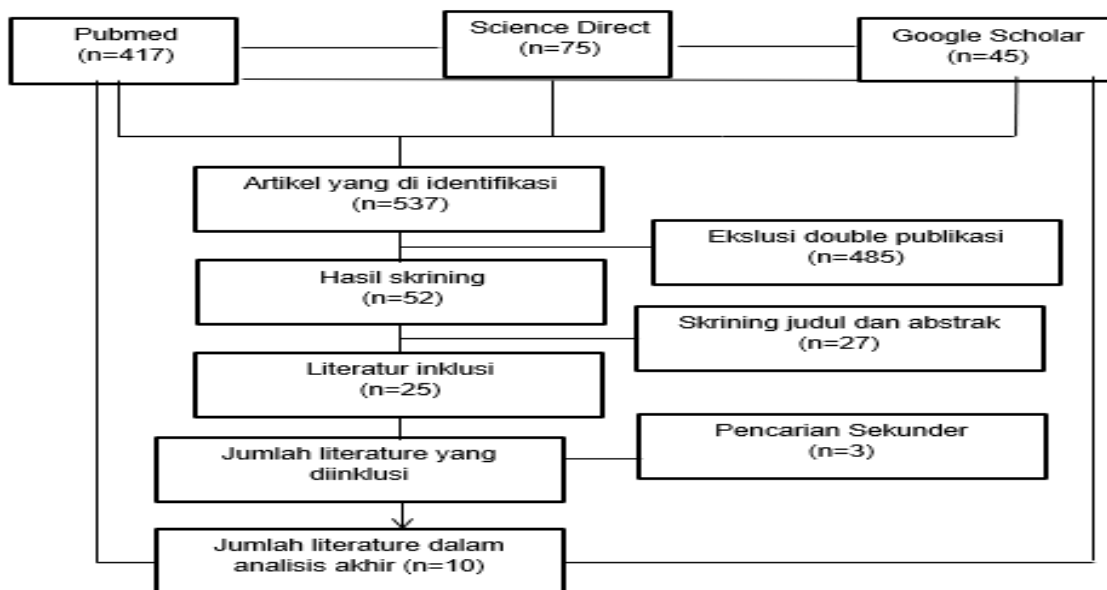 Pubmed
(n=417)
Science Direct
(n=75)
Google Scholar
(n=45)
Artikel yang di identifikasi
(n=537)
Ekslusi double publikasi
(n=485)
Hasil skrining
(n=52)
Skrining judul dan abstrak
(n=27)
Literatur inklusi
(n=25)
Pencarian Sekunder
(n=3)
Jumlah literature yang
diinklusi
Jumlah literature dalam
analisis akhir (n=10)